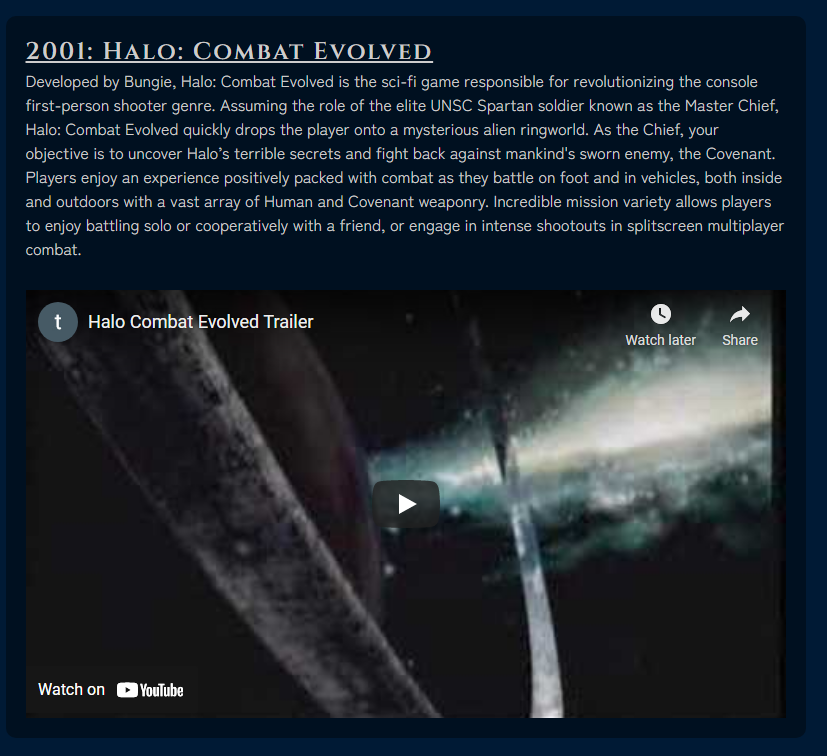 2001: Halo: Combat Evolved
Developed by Bungie, Halo: Combat Evolved is the sci-fi game responsible for revolutionizing the console
first-person shooter genre. Assuming the role of the elite UNSC Spartan soldier known as the Master Chief,
Halo: Combat Evolved quickly drops the player onto a mysterious alien ringworld. As the Chief, your
objective is to uncover Halo’s terrible secrets and fight back against mankind's sworn enemy, the Covenant.
Players enjoy an experience positively packed with combat as they battle on foot and in vehicles, both inside
and outdoors with a vast array of Human and Covenant weaponry. Incredible mission variety allows players
to enjoy battling solo or cooperatively with a friend, or engage in intense shootouts in splitscreen multiplayer
combat.
t Halo Combat Evolved Trailer
Watch later Share
Watch on YouTube